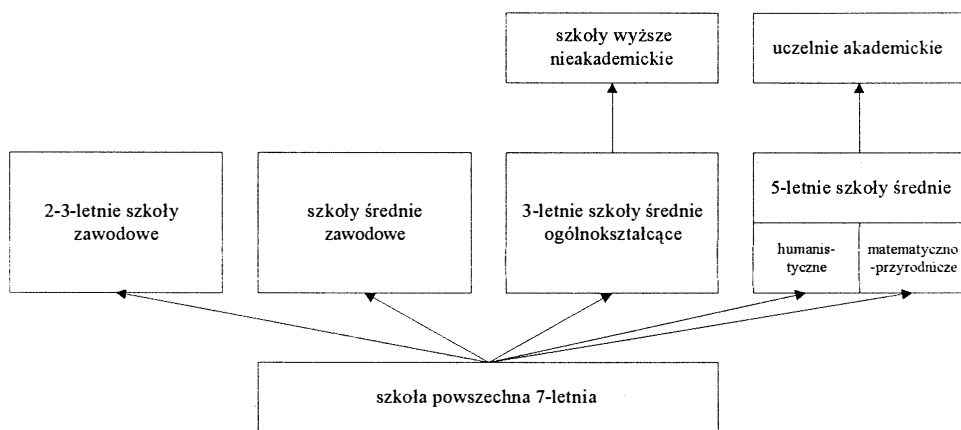 szkoły wyższe
nieakademickie
uczelnie akademickie
2-3-letnie szkoły
zawodowe
szkoły średnie
zawodowe
3-letnie szkoły średnie
ogólnokształcące
5-letnie szkoły średnie
humanis-
tyczne
matematyczno
-przyrodnicze
szkoła powszechna 7-letnia